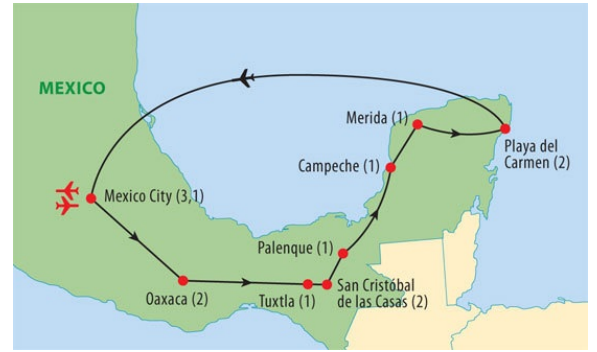 MEXICO
Merida (1)
Playa del
Carmen (2)
Campeche (1)
Mexico City (3,1)
Palenque (1)
Oaxaca (2)
Tuxtla (1)
San Cristóbal
de las Casas (2)